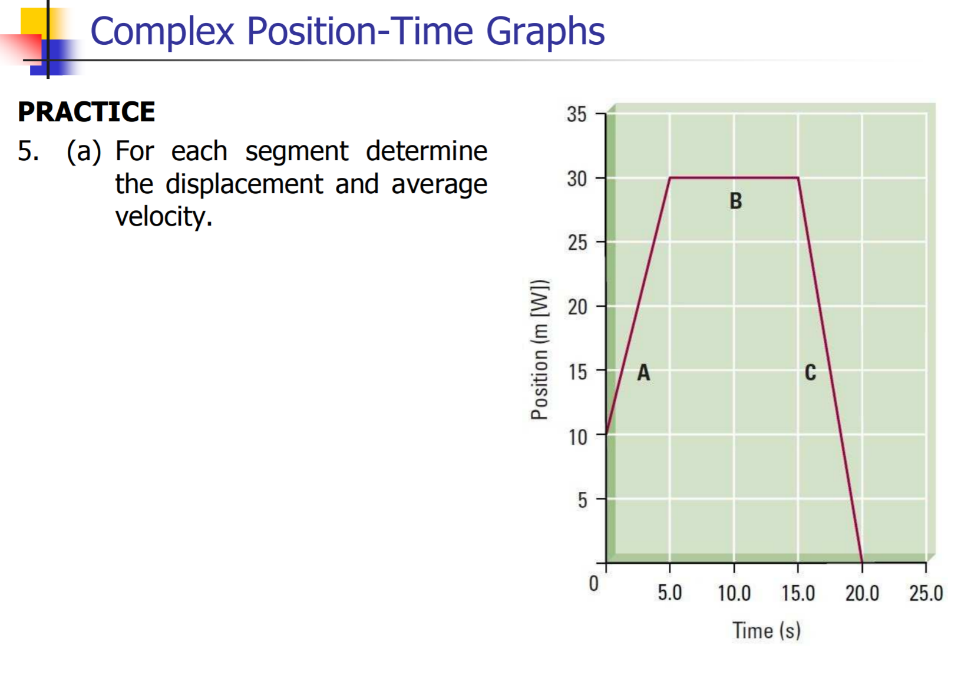 Complex Position-Time Graphs
PRACTICE
5. (a) For each segment determine
the displacement and average
velocity.
35
30
25
20
15
10
5
0
Position (m [W])
A
B
C
5.0 10.0 15.0 20.0 25.0
Time (s)